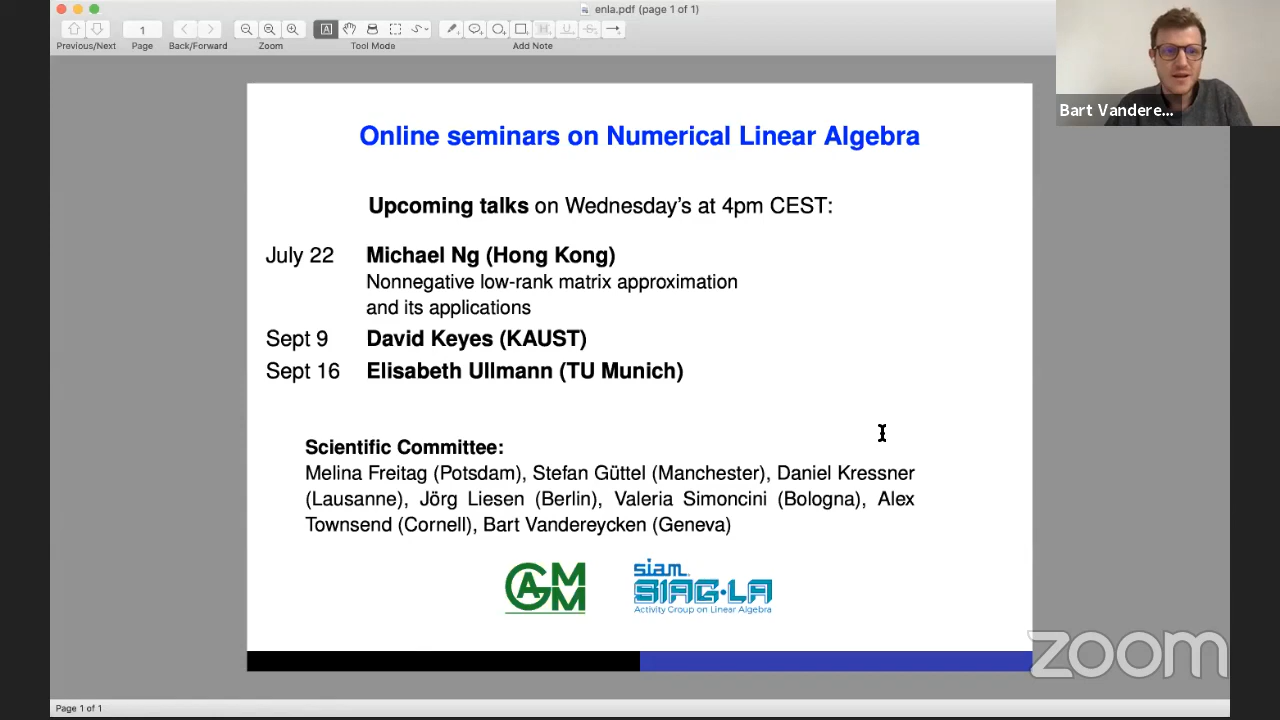 enla.pdf (page 1 of 1)
1
Previous/Next Page Back/Forward Zoom Tool Mode Add Note
Bart Vandere...
Online seminars on Numerical Linear Algebra
Upcoming talks on Wednesday's at 4pm CEST:
July 22 Michael Ng (Hong Kong)
Nonnegative low-rank matrix approximation
and its applications
Sept 9 David Keyes (KAUST)
Sept 16 Elisabeth Ullmann (TU Munich)
Scientific Committee:
Melina Freitag (Potsdam), Stefan Güttel (Manchester), Daniel Kressner
(Lausanne), Jörg Liesen (Berlin), Valeria Simoncini (Bologna), Alex
Townsend (Cornell), Bart Vandereycken (Geneva)
GAMM
siam
SIAG·LA
Activity Group on Linear Algebra
zoom
Page 1 of 1